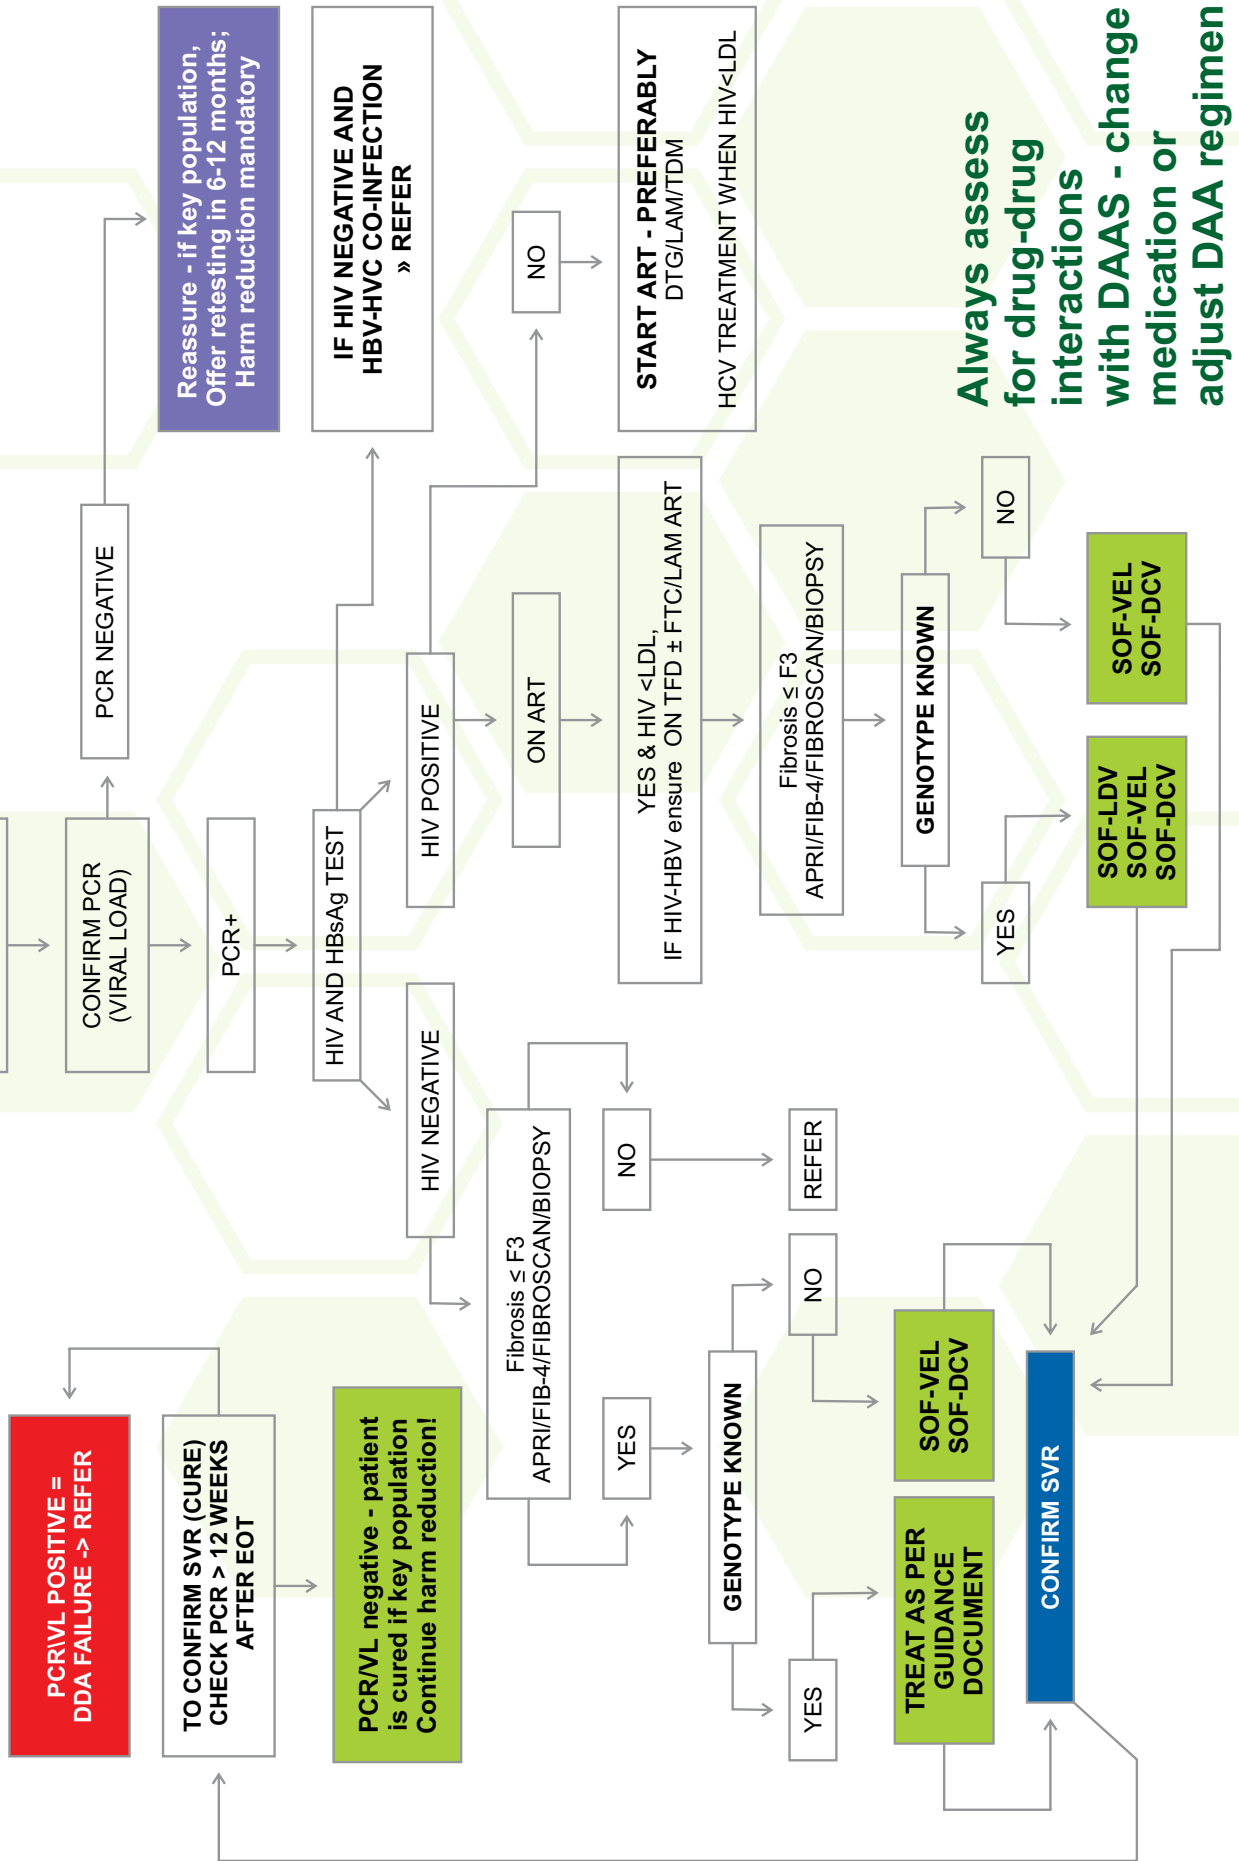 CONFIRM PCR
(VIRAL LOAD)
PCR NEGATIVE
Reassure - if key population,
Offer retesting in 6-12 months;
Harm reduction mandatory
PCR+
HIV AND HBsAg TEST
IF HIV NEGATIVE AND
HBV-HVC CO-INFECTION
» REFER
HIV NEGATIVE
HIV POSITIVE
Fibrosis ≤ F3
APRI/FIB-4/FIBROSCAN/BIOPSY
YES
NO
REFER
GENOTYPE KNOWN
YES
NO
TREAT AS PER
GUIDANCE
DOCUMENT
SOF-VEL
SOF-DCV
ON ART
NO
YES & HIV <LDL,
IF HIV-HBV ensure ON TFD ± FTC/LAM ART
START ART - PREFERABLY
DTG/LAM/TDM
HCV TREATMENT WHEN HIV<LDL
Fibrosis ≤ F3
APRI/FIB-4/FIBROSCAN/BIOPSY
GENOTYPE KNOWN
YES
NO
SOF-LDV
SOF-VEL
SOF-DCV
SOF-VEL
SOF-DCV
CONFIRM SVR
TO CONFIRM SVR (CURE)
CHECK PCR > 12 WEEKS
AFTER EOT
PCR\VL POSITIVE =
DDA FAILURE -> REFER
PCR/VL negative - patient
is cured if key population
Continue harm reduction!
Always assess
for drug-drug
interactions
with DAAS - change
medication or
adjust DAA regimen